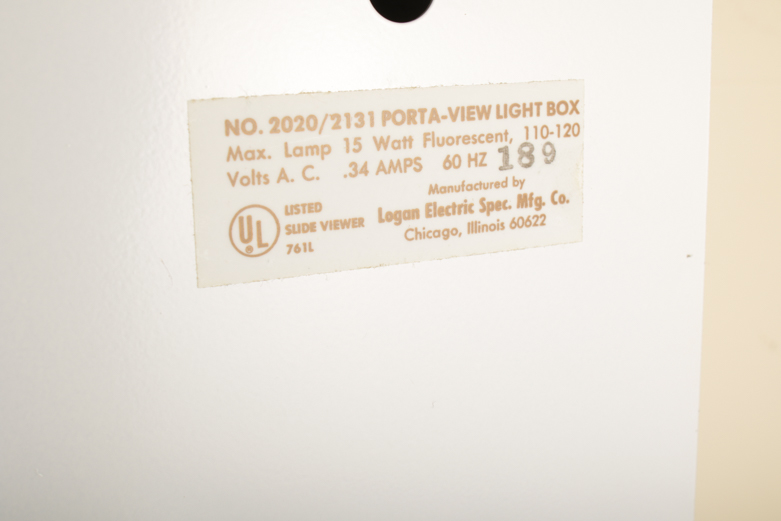 NO. 2020/2131 PORTA-VIEW LIGHT BOX
Max. Lamp 15 Watt Fluorescent, 110-120
Volts A. C. .34 AMPS 60 HZ 189
Manufactured by
Logan Electric Spec. Mfg. Co.
Chicago, Illinois 60622
UL ®
LISTED
SLIDE VIEWER
761L